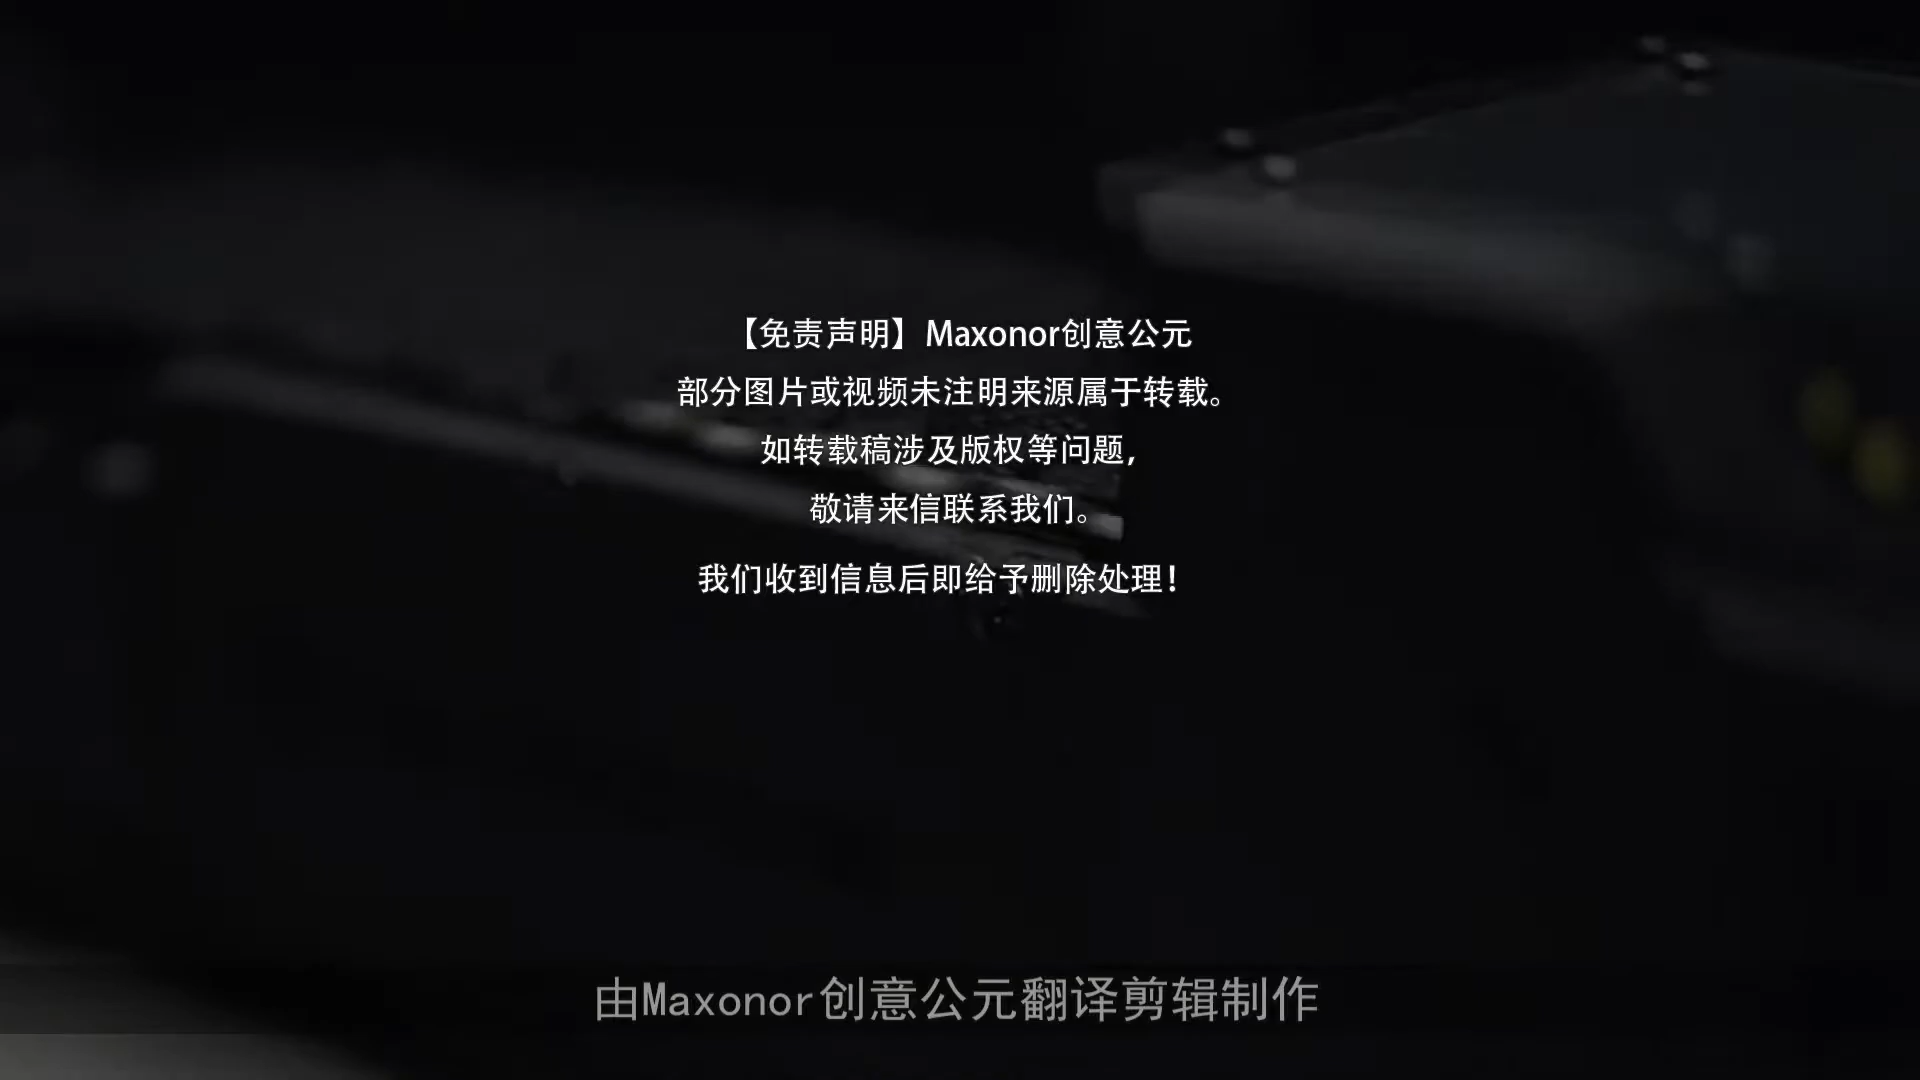 【免责声明】Maxonor创意公元
部分图片或视频未注明来源属于转载。
如转载稿涉及版权等问题，
敬请来信联系我们。
我们收到信息后即给予删除处理！
由Maxonor创意公元翻译剪辑制作